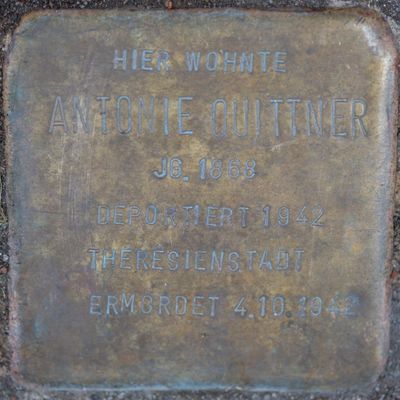 HIER WOHNTE
ANTONIE QUITTNER
JG. 1868
DEPORTIERT 1942
THERESIENSTADT
ERMORDET 4.10.1942